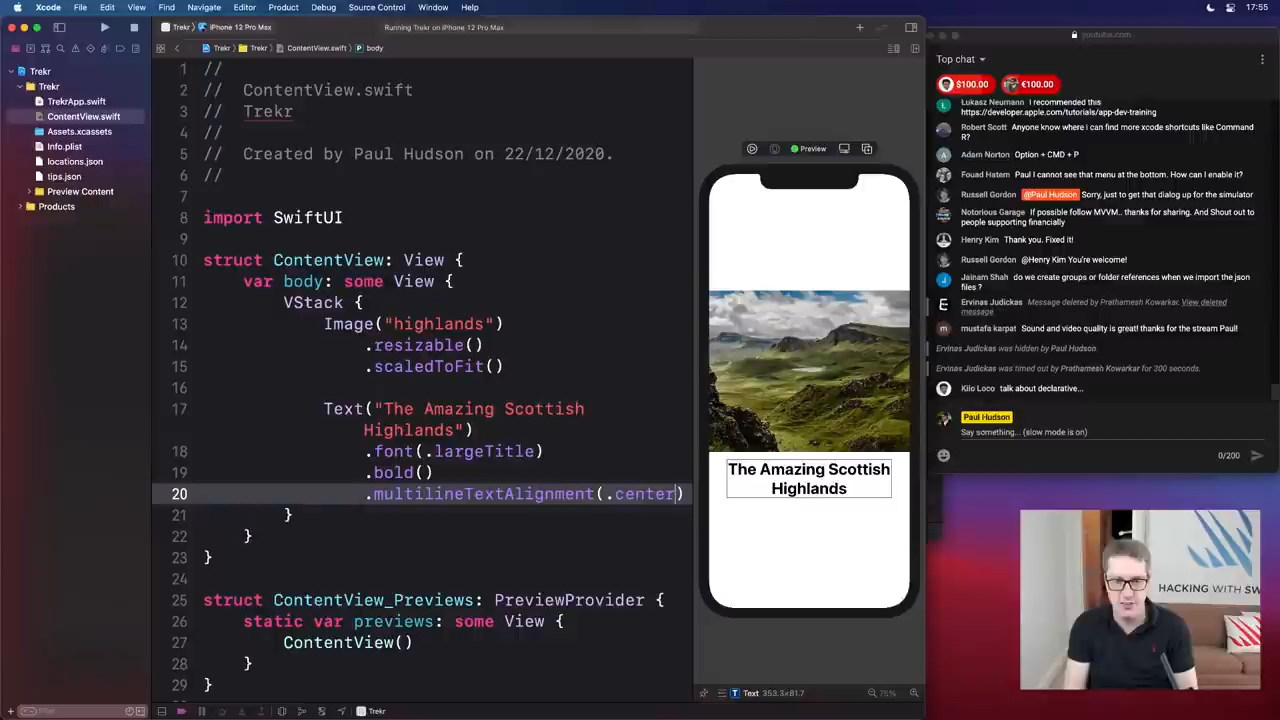 Xcode File Edit View Find Navigate Editor Product Debug Source Control Window Help 17:55
Trekr iPhone 12 Pro Max Running Trekr on iPhone 12 Pro Max
Trekr Trekr ContentView.swift body
Trekr
Trekr
TrekrApp.swift
ContentView.swift
Assets.xcassets
Info.plist
locations.json
tips.json
Preview Content
Products
Filter
1 //
2 // ContentView.swift
3 // Trekr
4 //
5 // Created by Paul Hudson on 22/12/2020.
6 //
7
8 import SwiftUI
9
10 struct ContentView: View {
11 var body: some View {
12 VStack {
13 Image("highlands")
14 .resizable()
15 .scaledToFit()
16
17 Text("The Amazing Scottish
Highlands")
18 .font(.largeTitle)
19 .bold()
20 .multilineTextAlignment(.center)
21 }
22 }
23 }
24
25 struct ContentView_Previews: PreviewProvider {
26 static var previews: some View {
27 ContentView()
28 }
29 }
Trekr
Preview
The Amazing Scottish
Highlands
Text 353.3×81.7 75%
youtube.com
Top chat
$100.00 €100.00
Lukasz Neumann I recommended this
https://developer.apple.com/tutorials/app-dev-training
Robert Scott Anyone know where i can find more xcode shortcuts like Command
R?
Adam Norton Option + CMD + P
Fouad Hatem Paul I cannot see that menu at the bottom. How can I enable it?
Russell Gordon @Paul Hudson Sorry, just to get that dialog up for the simulator
Notorious Garage If possible follow MVVM.. thanks for sharing. And Shout out to
people supporting financially
Henry Kim Thank you. Fixed it!
Russell Gordon @Henry Kim You're welcome!
Jainam Shah do we create groups or folder references when we import the json
files ?
Ervinas Judickas Message deleted by Prathamesh Kowarkar. View deleted
message
mustafa karpat Sound and video quality is great! thanks for the stream Paul!
Ervinas Judickas was hidden by Paul Hudson.
Ervinas Judickas was timed out by Prathamesh Kowarkar for 300 seconds.
Kilo Loco talk about declarative...
Paul Hudson
Say something... (slow mode is on)
0/200
HACKING WITH SW